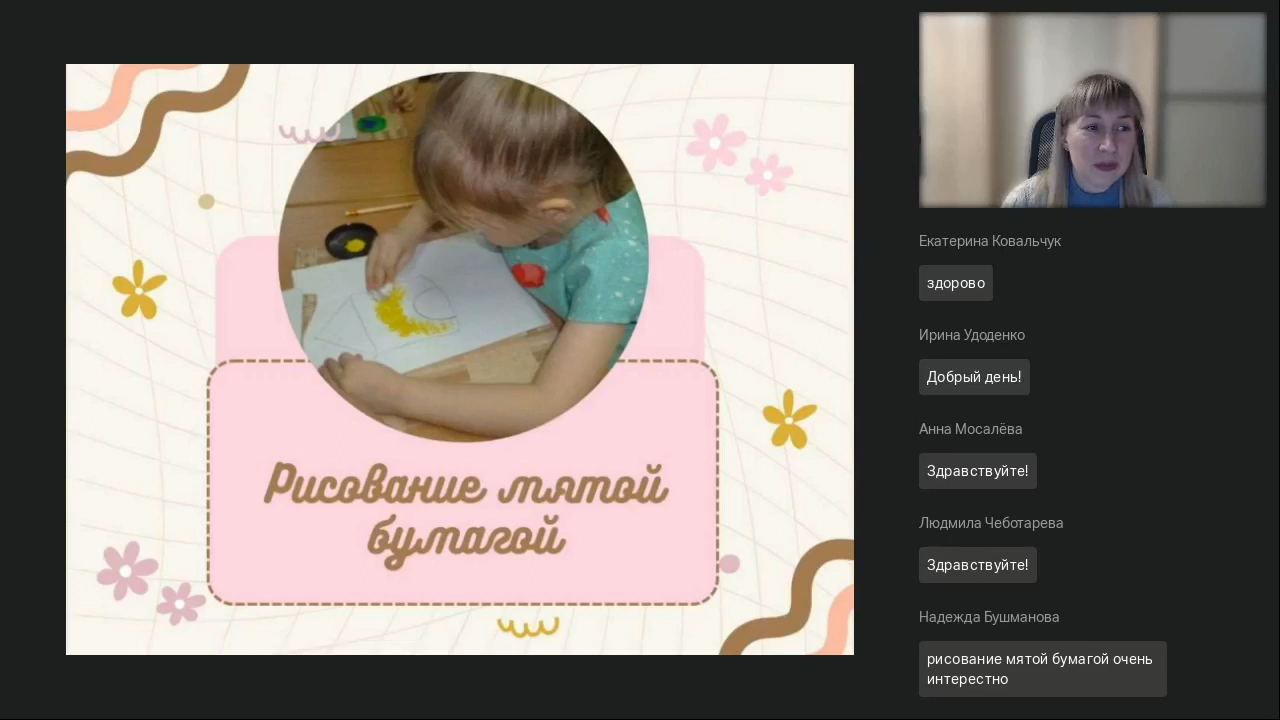 Рисование мятой
бумагой
Екатерина Ковальчук
здорово
Ирина Удоденко
Добрый день!
Анна Мосалёва
Здравствуйте!
Людмила Чеботарева
Здравствуйте!
Надежда Бушманова
рисование мятой бумагой очень
интерестно